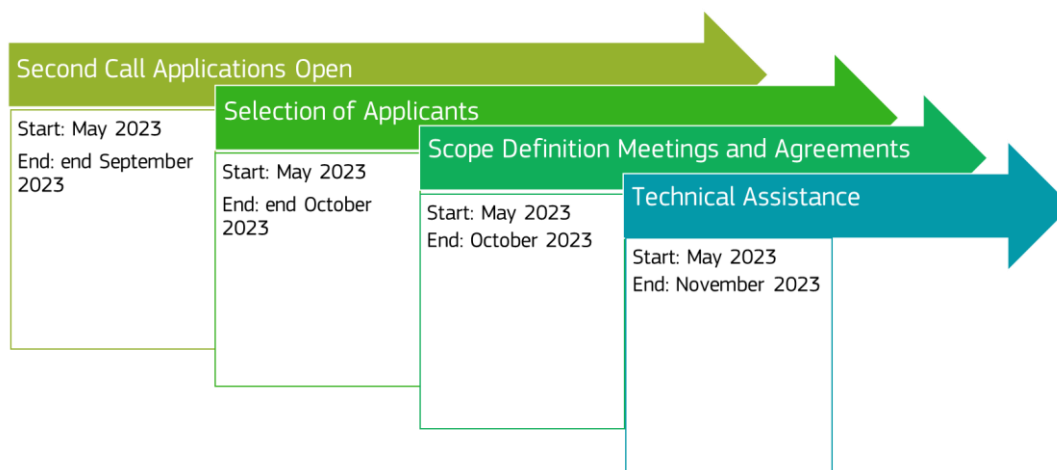 Second Call Applications Open
Start: May 2023
End: end September
2023
Selection of Applicants
Start: May 2023
End: end October
2023
Scope Definition Meetings and Agreements
Start: May 2023
End: October 2023
Technical Assistance
Start: May 2023
End: November 2023